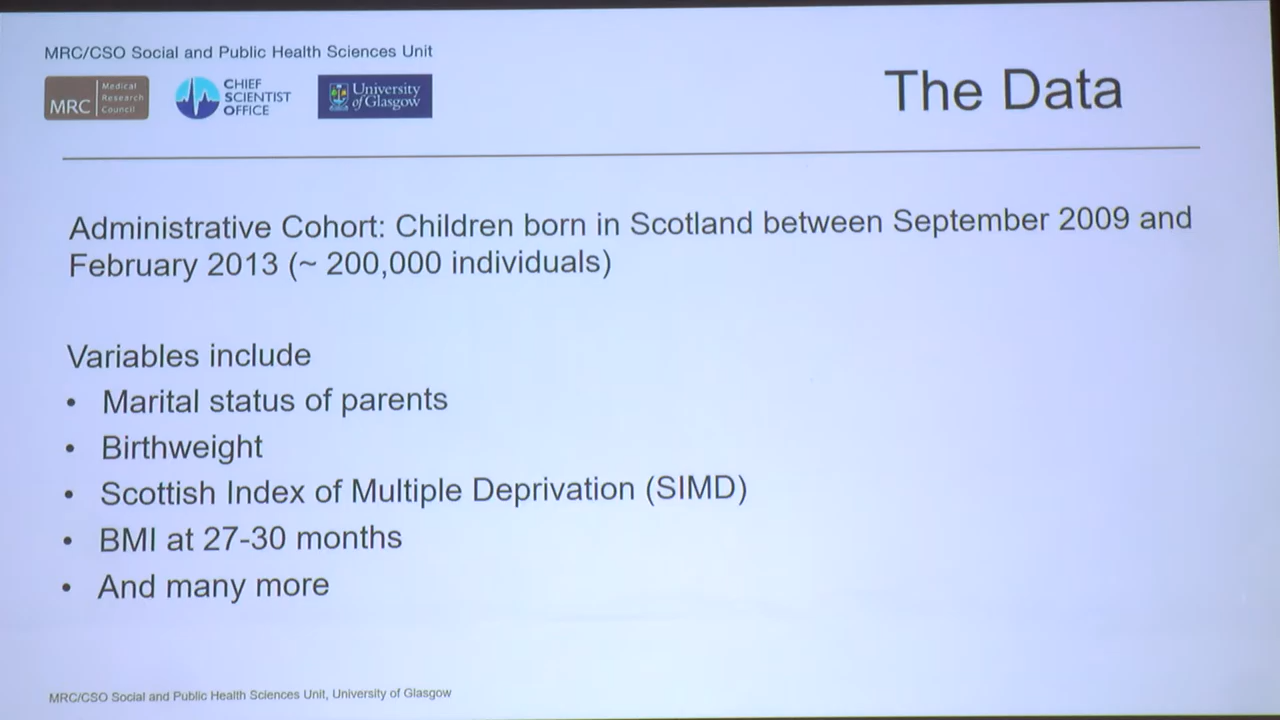 MRC/CSO Social and Public Health Sciences Unit
MRC
Medical
Research
Council
CHIEF
SCIENTIST
OFFICE
University
of Glasgow
The Data
Administrative Cohort: Children born in Scotland between September 2009 and
February 2013 (~ 200,000 individuals)
Variables include
• Marital status of parents
• Birthweight
• Scottish Index of Multiple Deprivation (SIMD)
• BMI at 27-30 months
• And many more
MRC/CSO Social and Public Health Sciences Unit, University of Glasgow